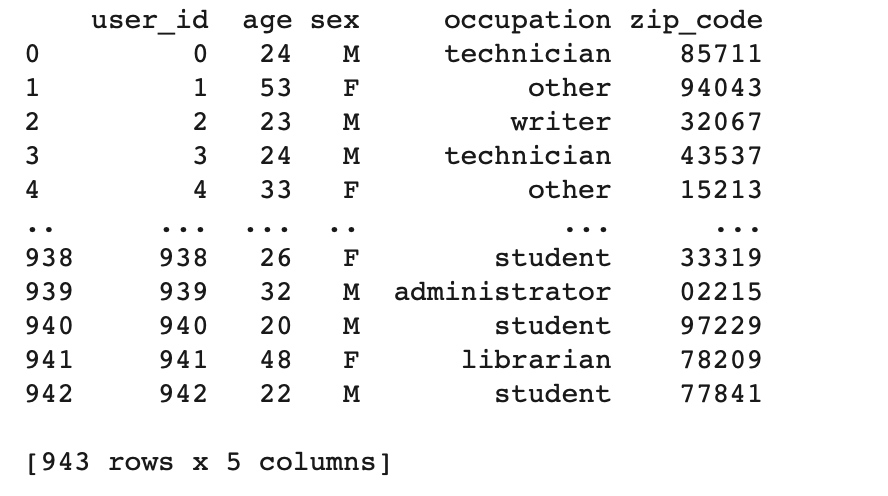 user_id age sex occupation zip_code
0 0 24 M technician 85711
1 1 53 F other 94043
2 2 23 M writer 32067
3 3 24 M technician 43537
4 4 33 F other 15213
.. ... ... .. ... ...
938 938 26 F student 33319
939 939 32 M administrator 02215
940 940 20 M student 97229
941 941 48 F librarian 78209
942 942 22 M student 77841
[943 rows x 5 columns]